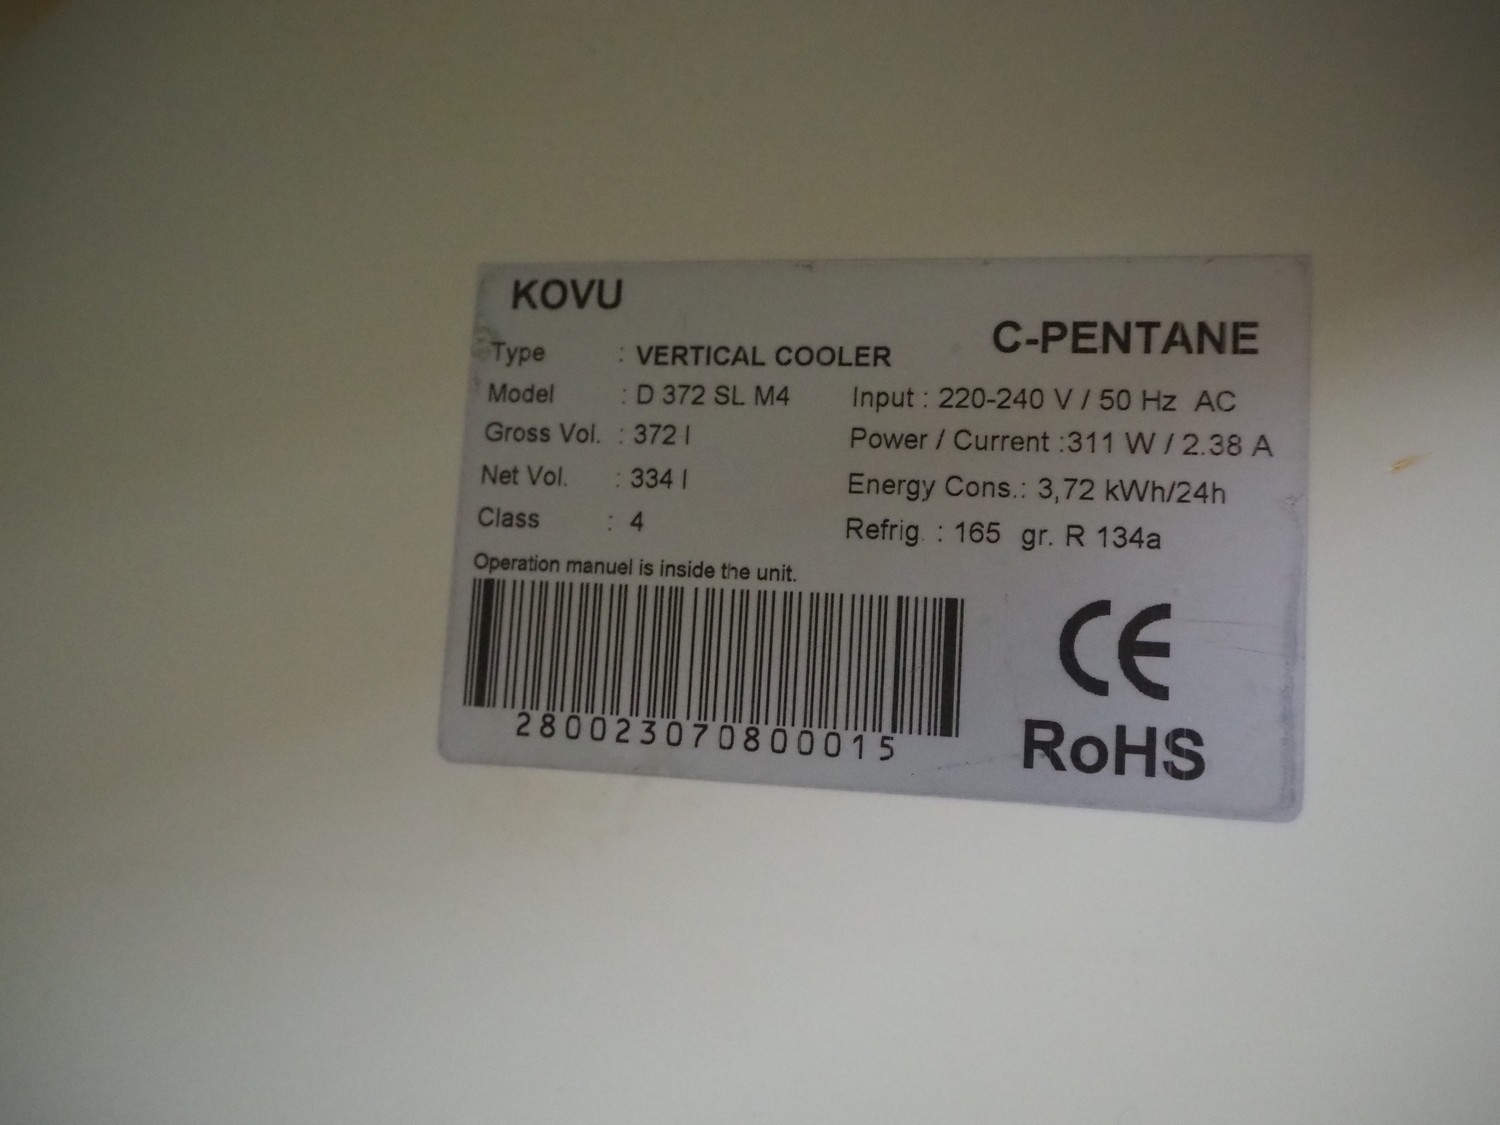 KOVU
C-PENTANE
Type : VERTICAL COOLER
Model : D 372 SL M4 Input : 220-240 V / 50 Hz AC
Gross Vol. : 372 l Power / Current :311 W / 2.38 A
Net Vol. : 334 l Energy Cons.: 3,72 kWh/24h
Class : 4 Refrig. : 165 gr. R 134a
Operation manuel is inside the unit.
280023070800015
CE
RoHS